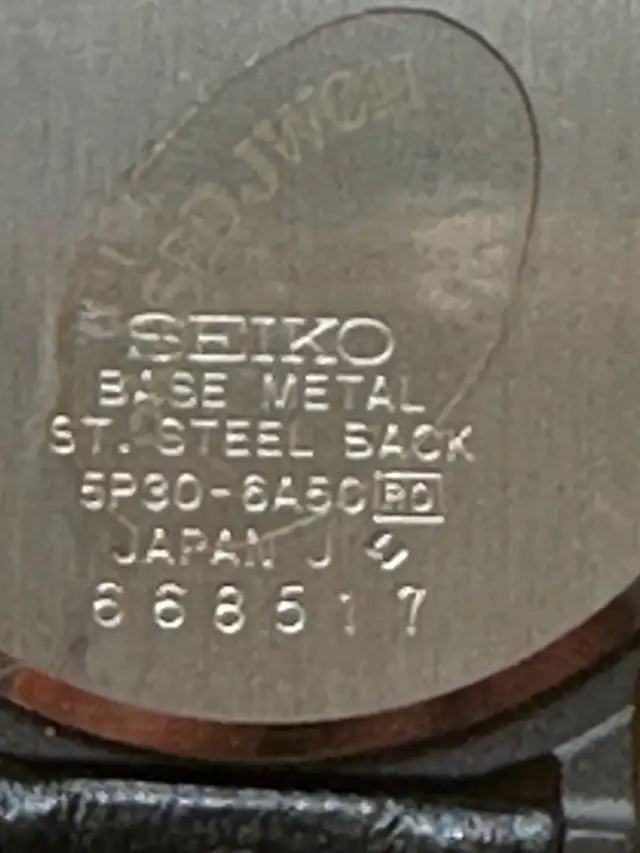 SEIKO
BASE METAL
ST. STEEL BACK
5P30-6A50 RO
JAPAN J
668517